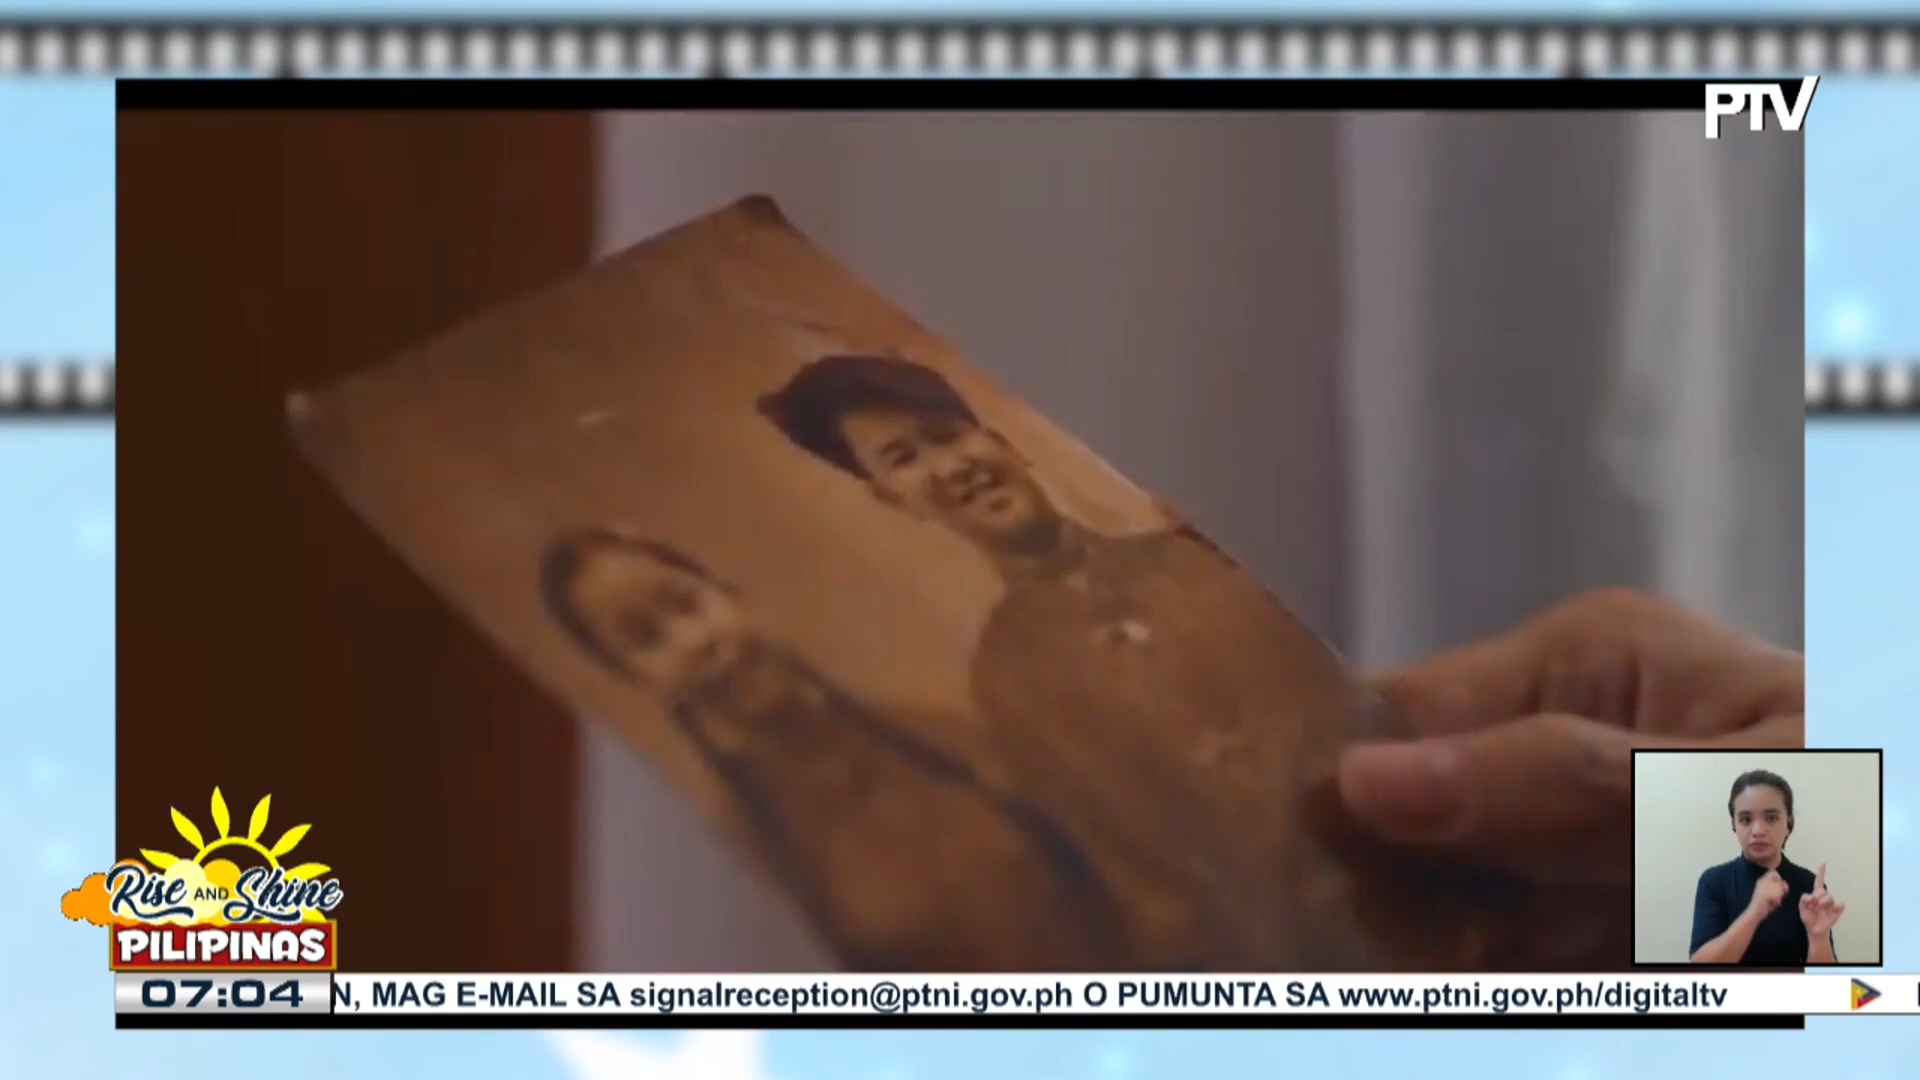 PTV
Rise AND Shine
PILIPINAS
07:04
N, MAG E-MAIL SA signalreception@ptni.gov.ph O PUMUNTA SA www.ptni.gov.ph/digitaltv